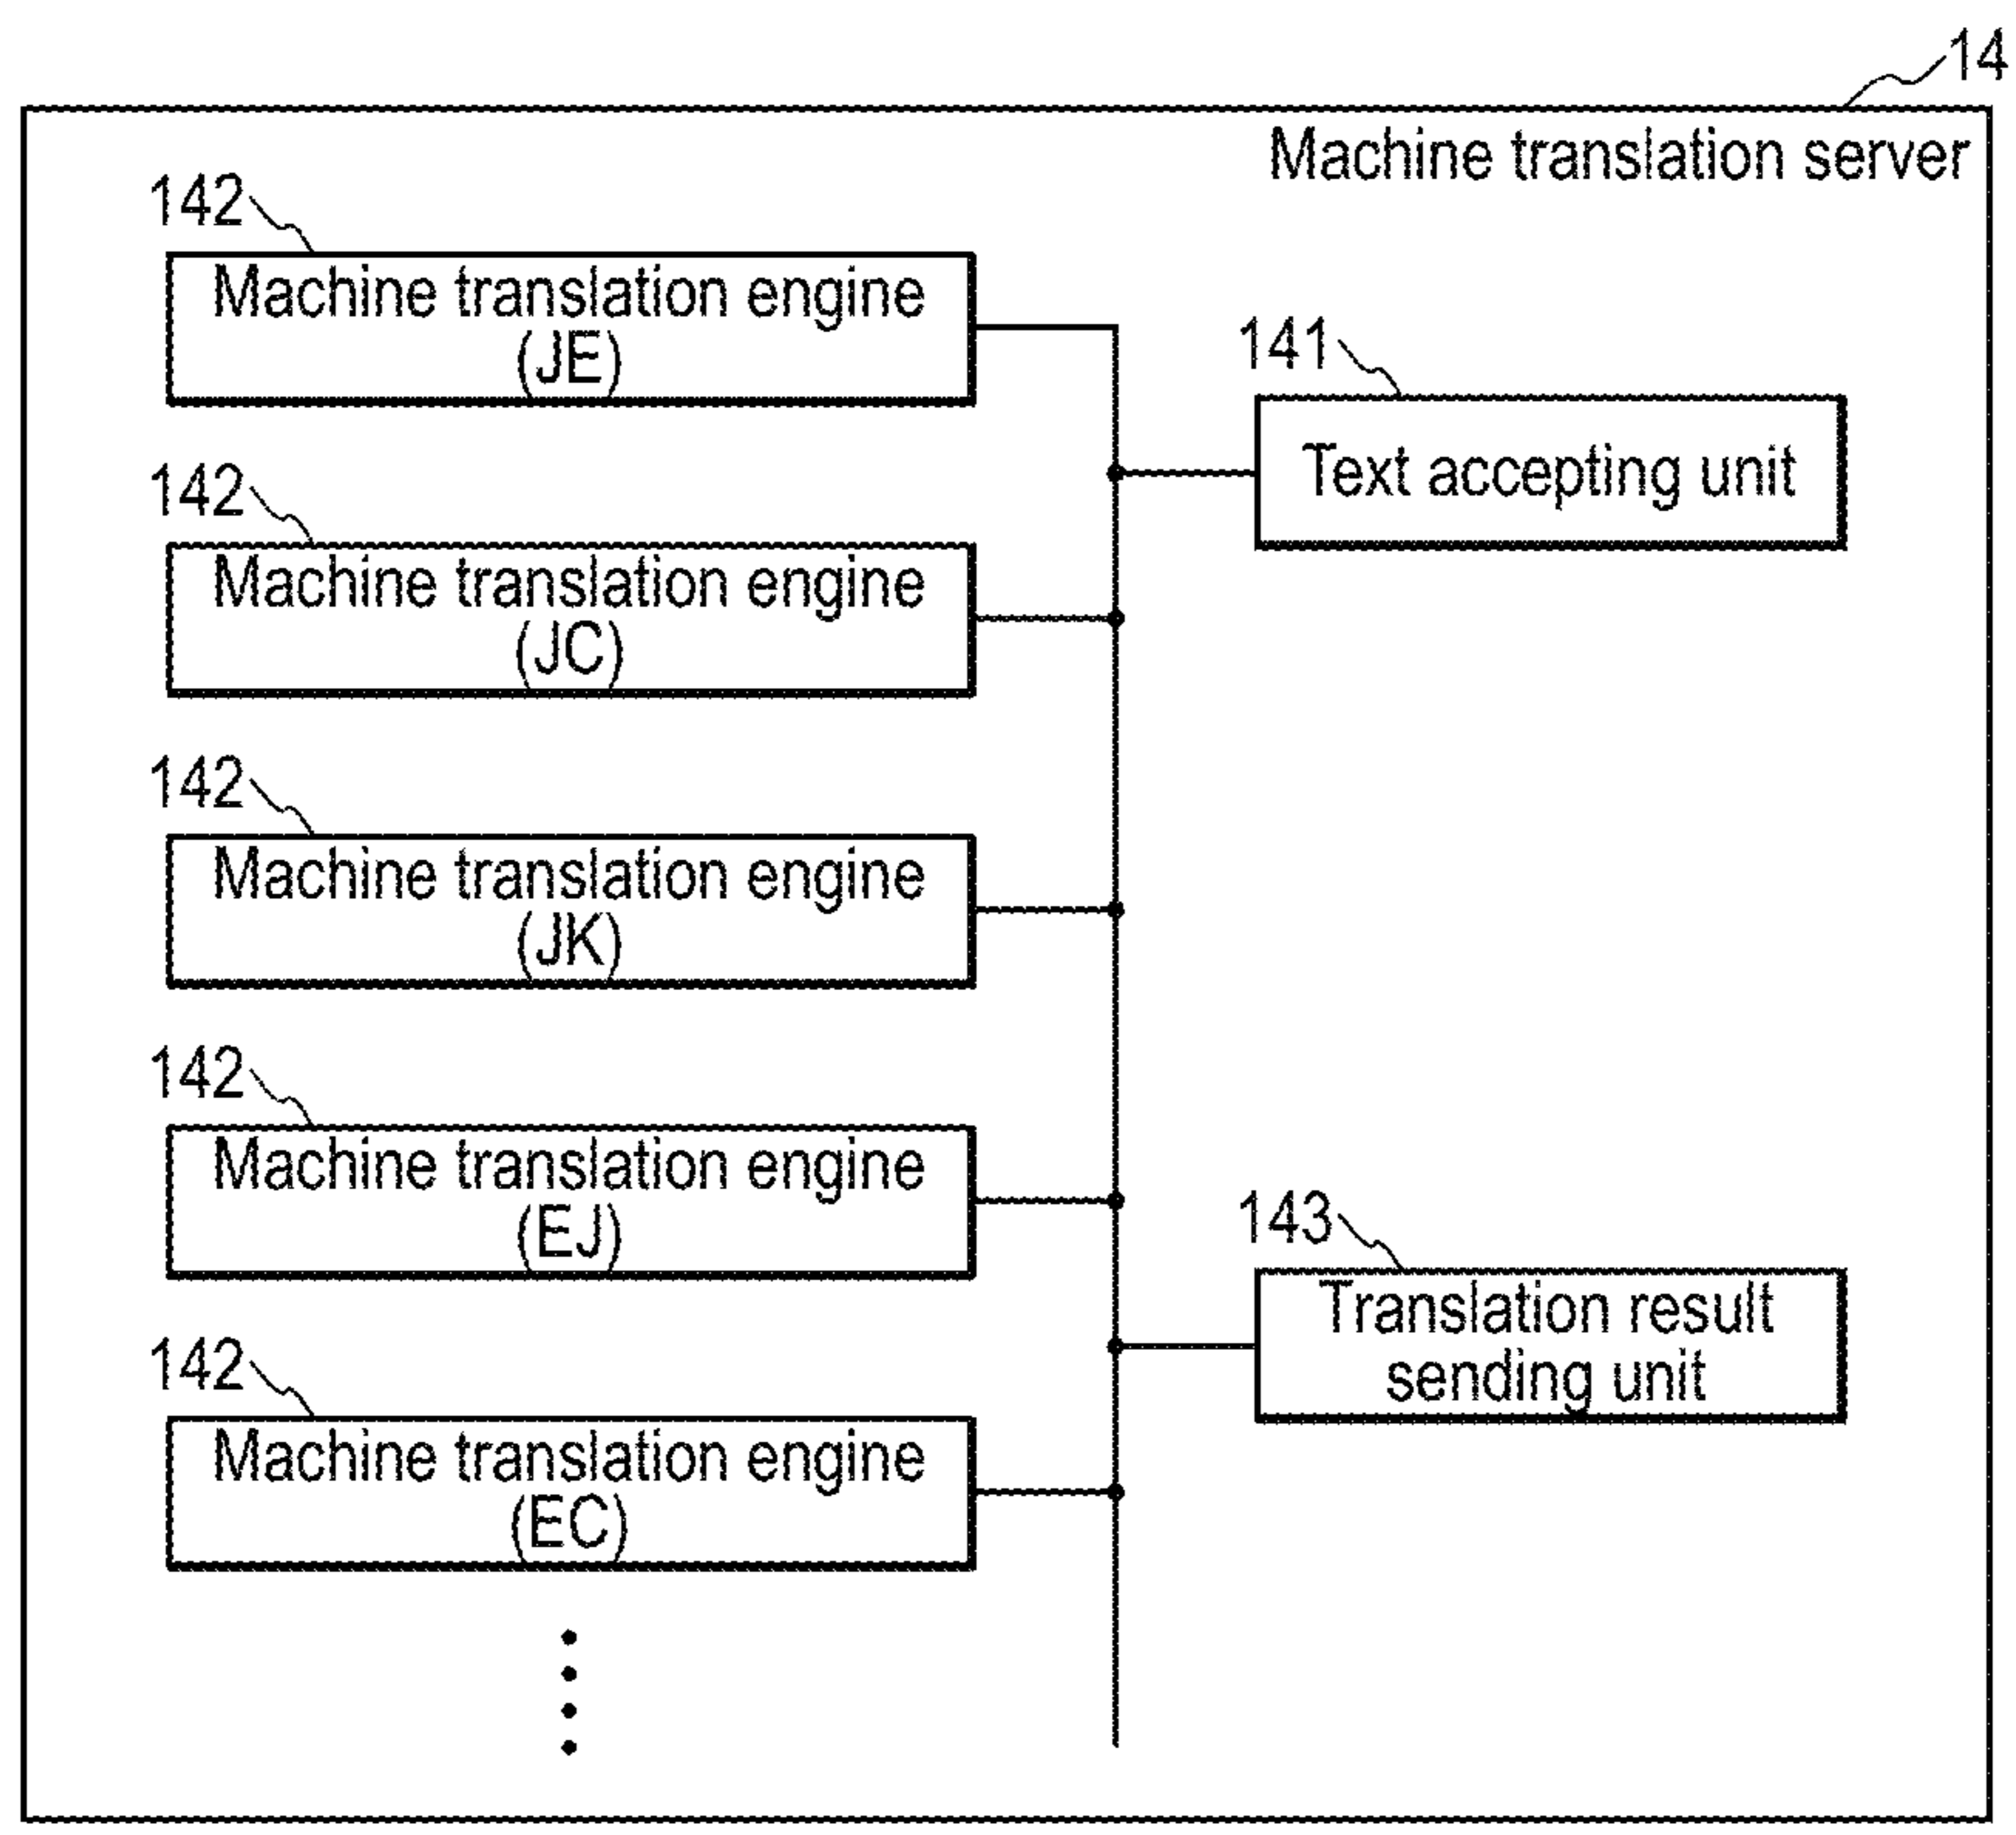 14
Machine translation server
142
Machine translation engine
(JE)
141
Text accepting unit
142
Machine translation engine
(JC)
142
Machine translation engine
(JK)
142
Machine translation engine
(EJ)
143
Translation result
sending unit
142
Machine translation engine
(EC)